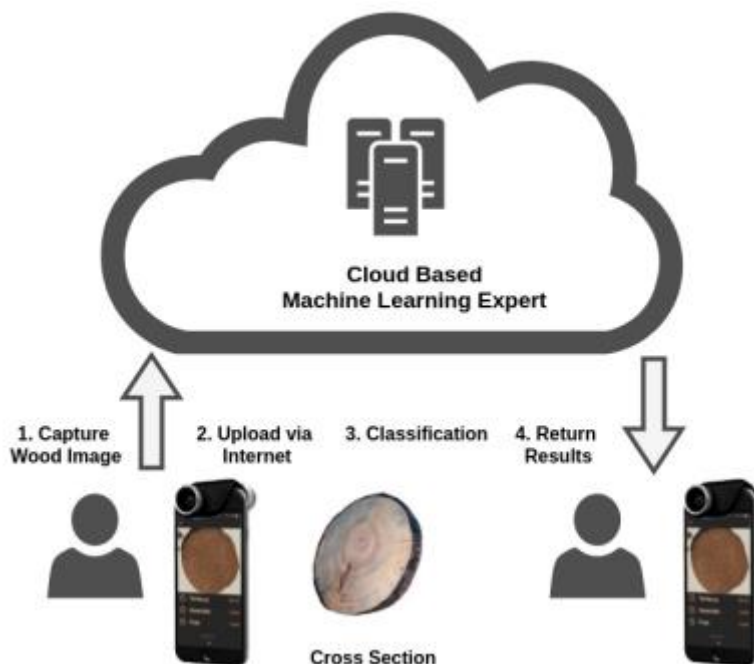 Cloud Based
Machine Learning Expert
1. Capture
Wood Image
2. Upload via
Internet
3. Classification
4. Return
Results
Cross Section